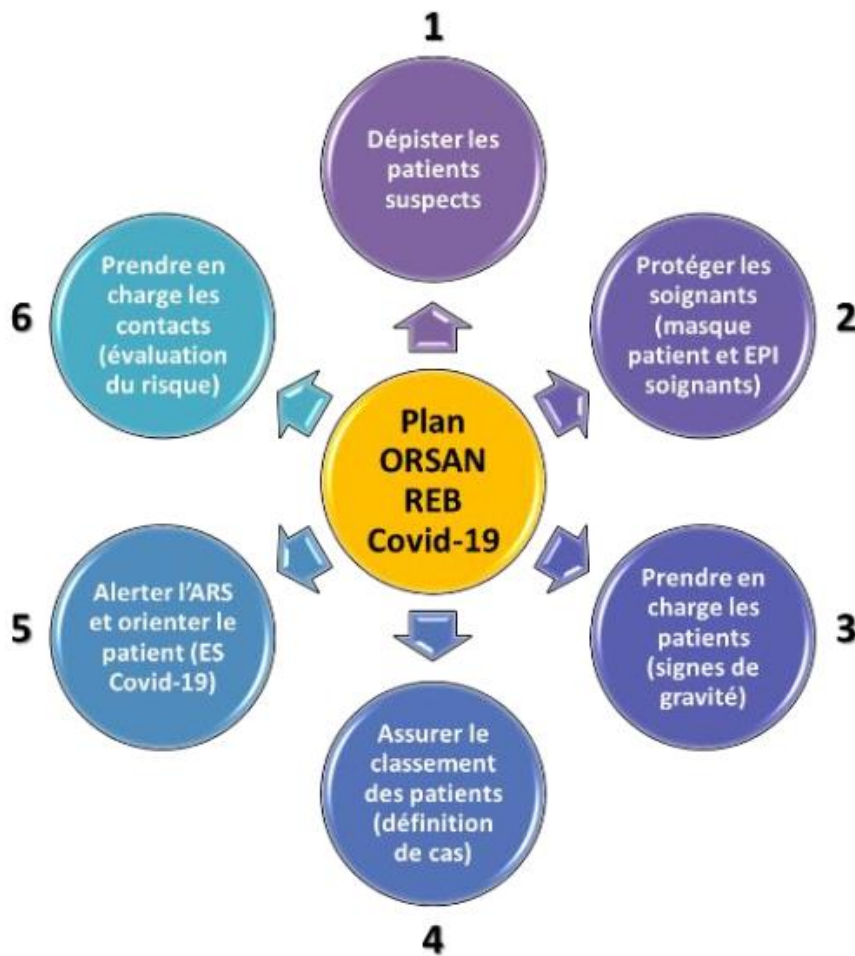 1
Dépister les
patients
suspects
Protéger les
soignants
(masque
patient et EPI
soignants)
2
Prendre en
charge les
patients
(signes de
gravité)
3
Assurer le
classement
des patients
(définition
de cas)
4
5
Alerter l'ARS
et orienter le
patient (ES
Covid-19)
6
Prendre en
charge les
contacts
(évaluation
du risque)
Plan
ORSAN
REB
Covid-19